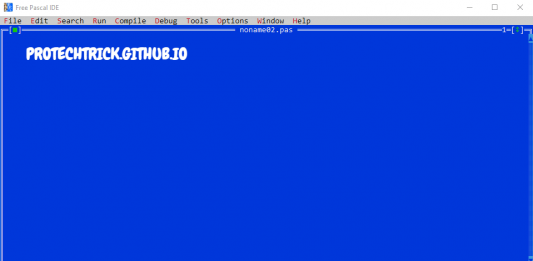 Free Pascal IDE
File Edit Search Run Compile Debug Tools Options Window Help
noname02.pas 1
PROTECHTRICK.GITHUB.IO